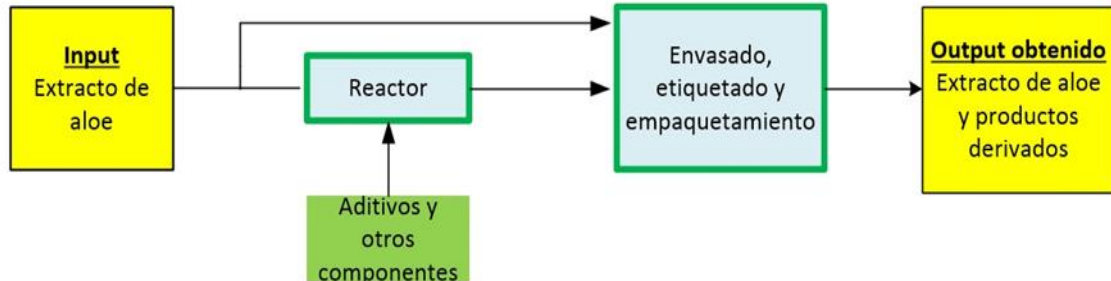 Input
Extracto de
aloe
Reactor
Aditivos y
otros
componentes
Envasado,
etiquetado y
empaquetamiento
Output obtenido
Extracto de aloe
y productos
derivados